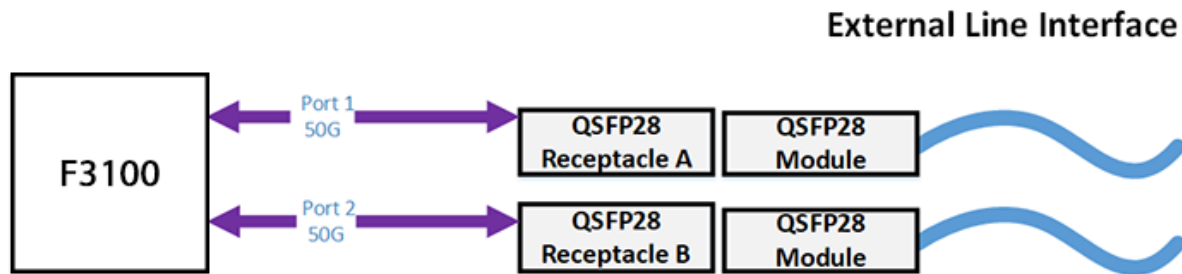 External Line Interface
F3100
Port 1
50G
QSFP28
Receptacle A
QSFP28
Module
Port 2
50G
QSFP28
Receptacle B
QSFP28
Module